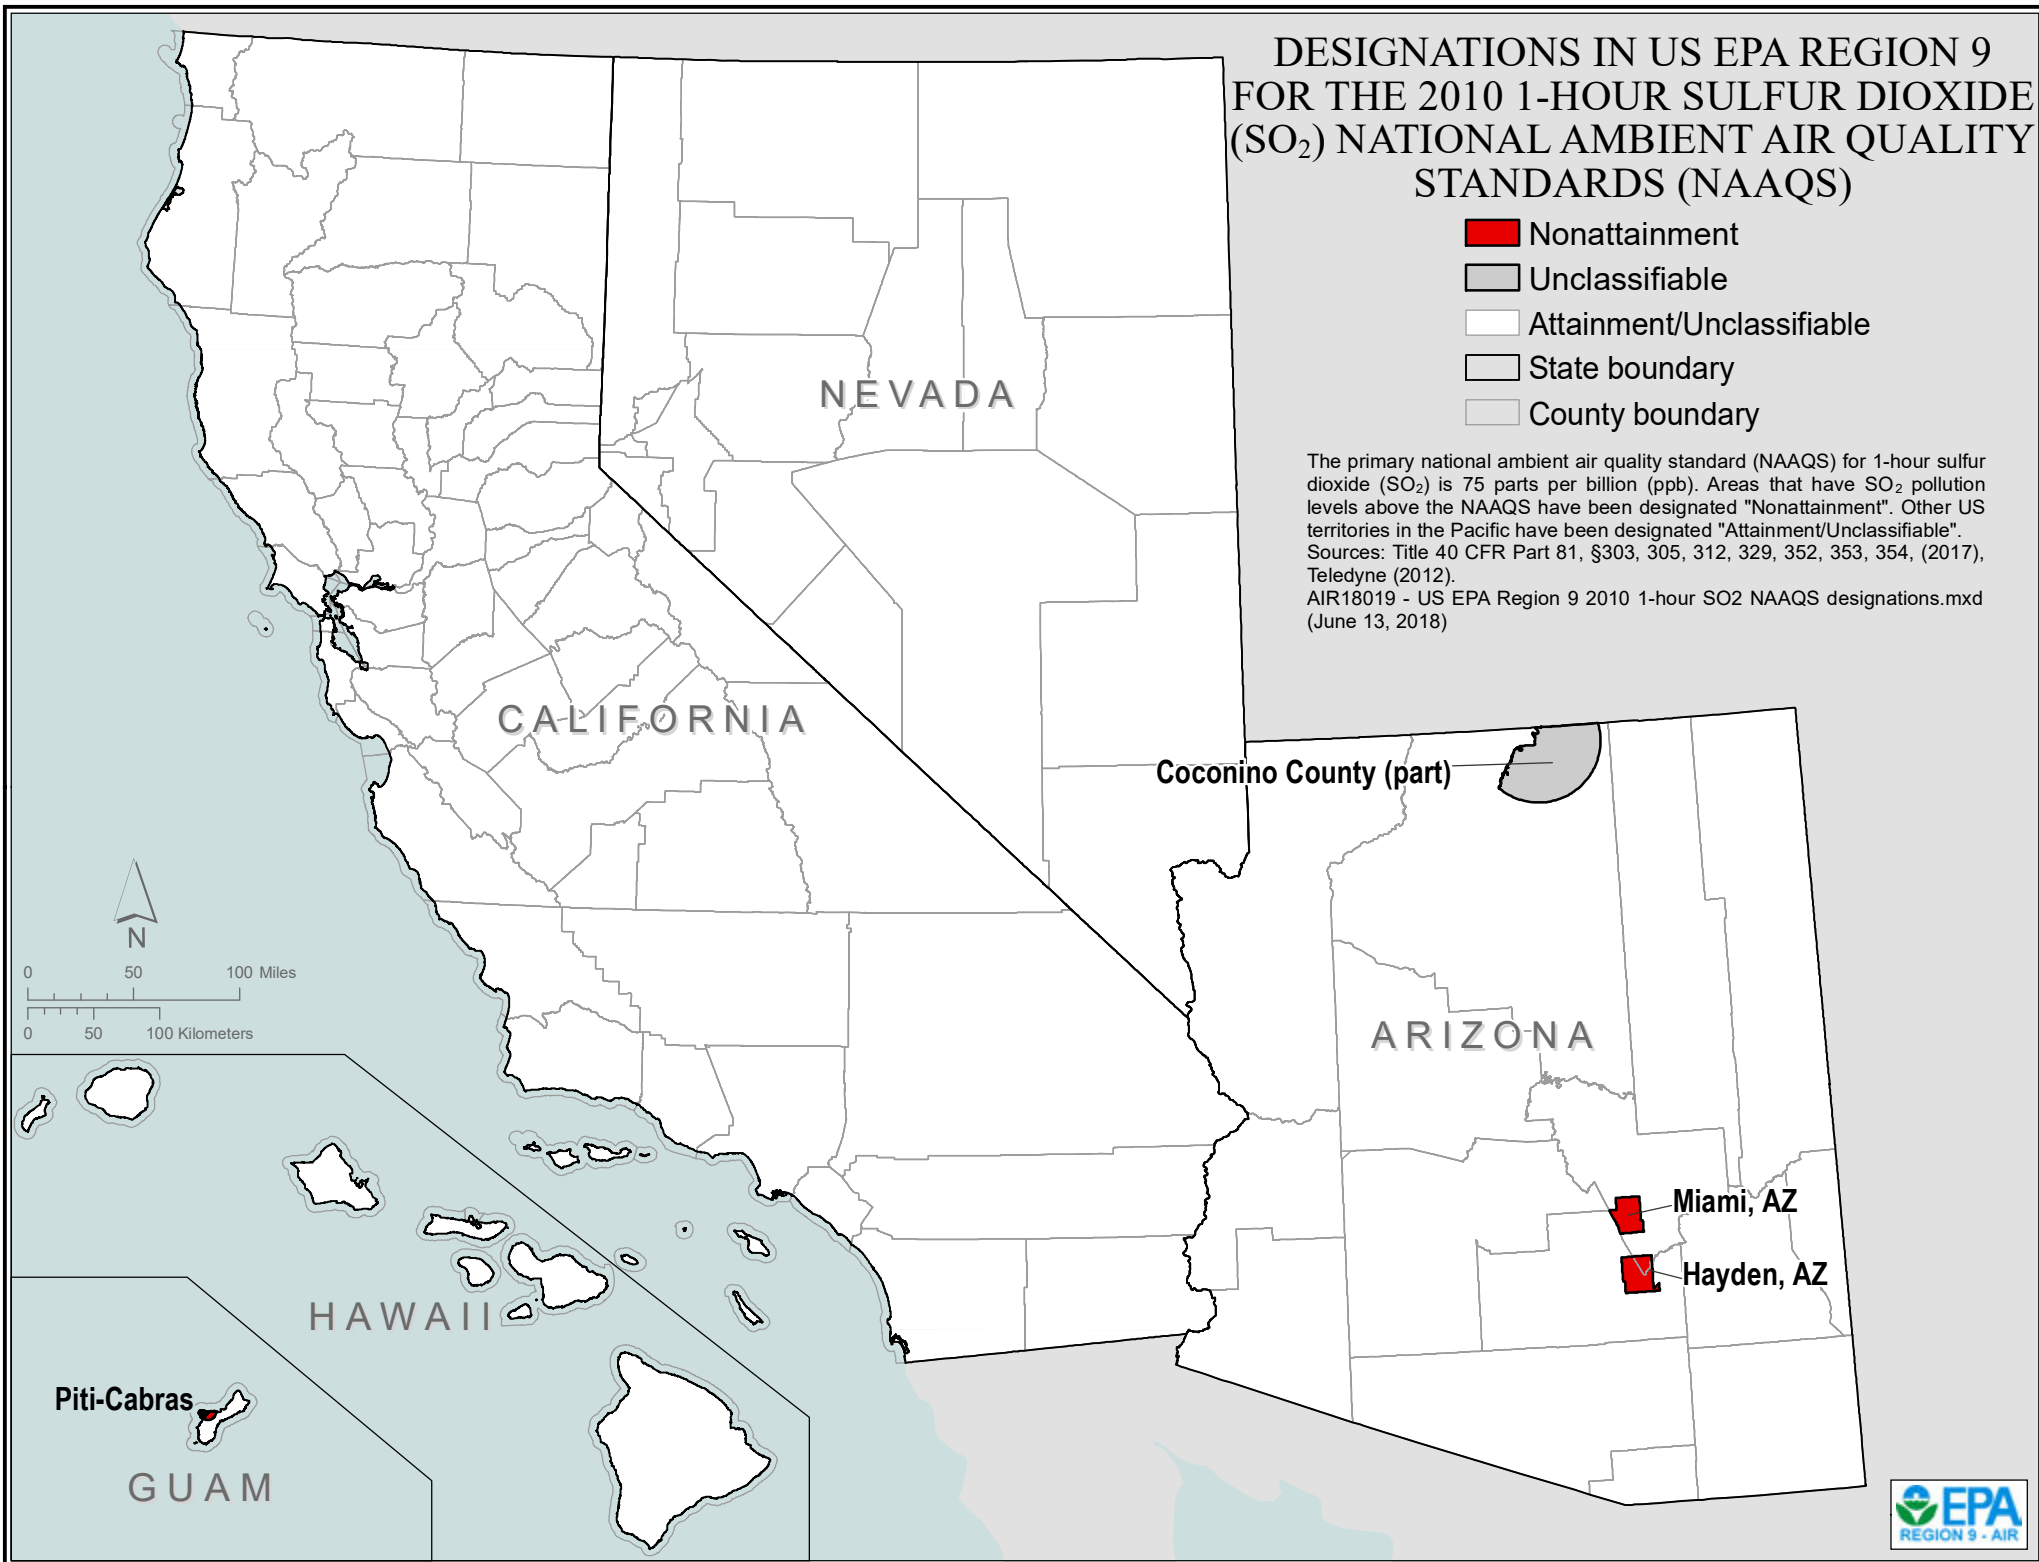 DESIGNATIONS IN US EPA REGION 9
FOR THE 2010 1-HOUR SULFUR DIOXIDE
(SO₂) NATIONAL AMBIENT AIR QUALITY
STANDARDS (NAAQS)
Nonattainment
Unclassifiable
Attainment/Unclassifiable
State boundary
County boundary
The primary national ambient air quality standard (NAAQS) for 1-hour sulfur
dioxide (SO₂) is 75 parts per billion (ppb). Areas that have SO₂ pollution
levels above the NAAQS have been designated "Nonattainment". Other US
territories in the Pacific have been designated "Attainment/Unclassifiable".
Sources: Title 40 CFR Part 81, §303, 305, 312, 329, 352, 353, 354, (2017),
Teledyne (2012).
AIR18019 - US EPA Region 9 2010 1-hour SO2 NAAQS designations.mxd
(June 13, 2018)
NEVADA
CALIFORNIA
Coconino County (part)
N
0 50 100 Miles
0 50 100 Kilometers
ARIZONA
Miami, AZ
Hayden, AZ
HAWAII
Piti-Cabras
GUAM
EPA
REGION 9 - AIR